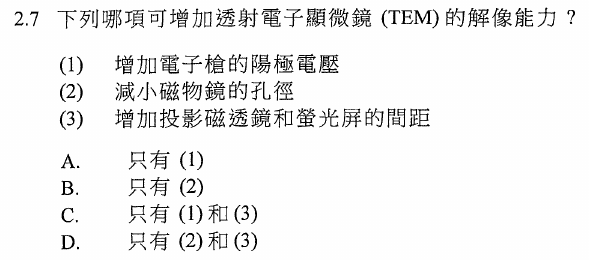 2.7 下列哪項可增加透射電子顯微鏡 (TEM) 的解像能力？
(1) 增加電子槍的陽極電壓
(2) 減小磁物鏡的孔徑
(3) 增加投影磁透鏡和螢光屏的間距
A. 只有 (1)
B. 只有 (2)
C. 只有 (1) 和 (3)
D. 只有 (2) 和 (3)